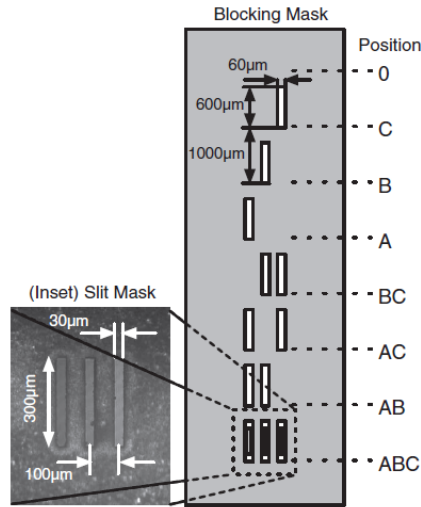 Blocking Mask
Position
60μm
0
600μm
C
1000μm
B
A
BC
(Inset) Slit Mask
30μm
AC
300μm
AB
100μm
ABC